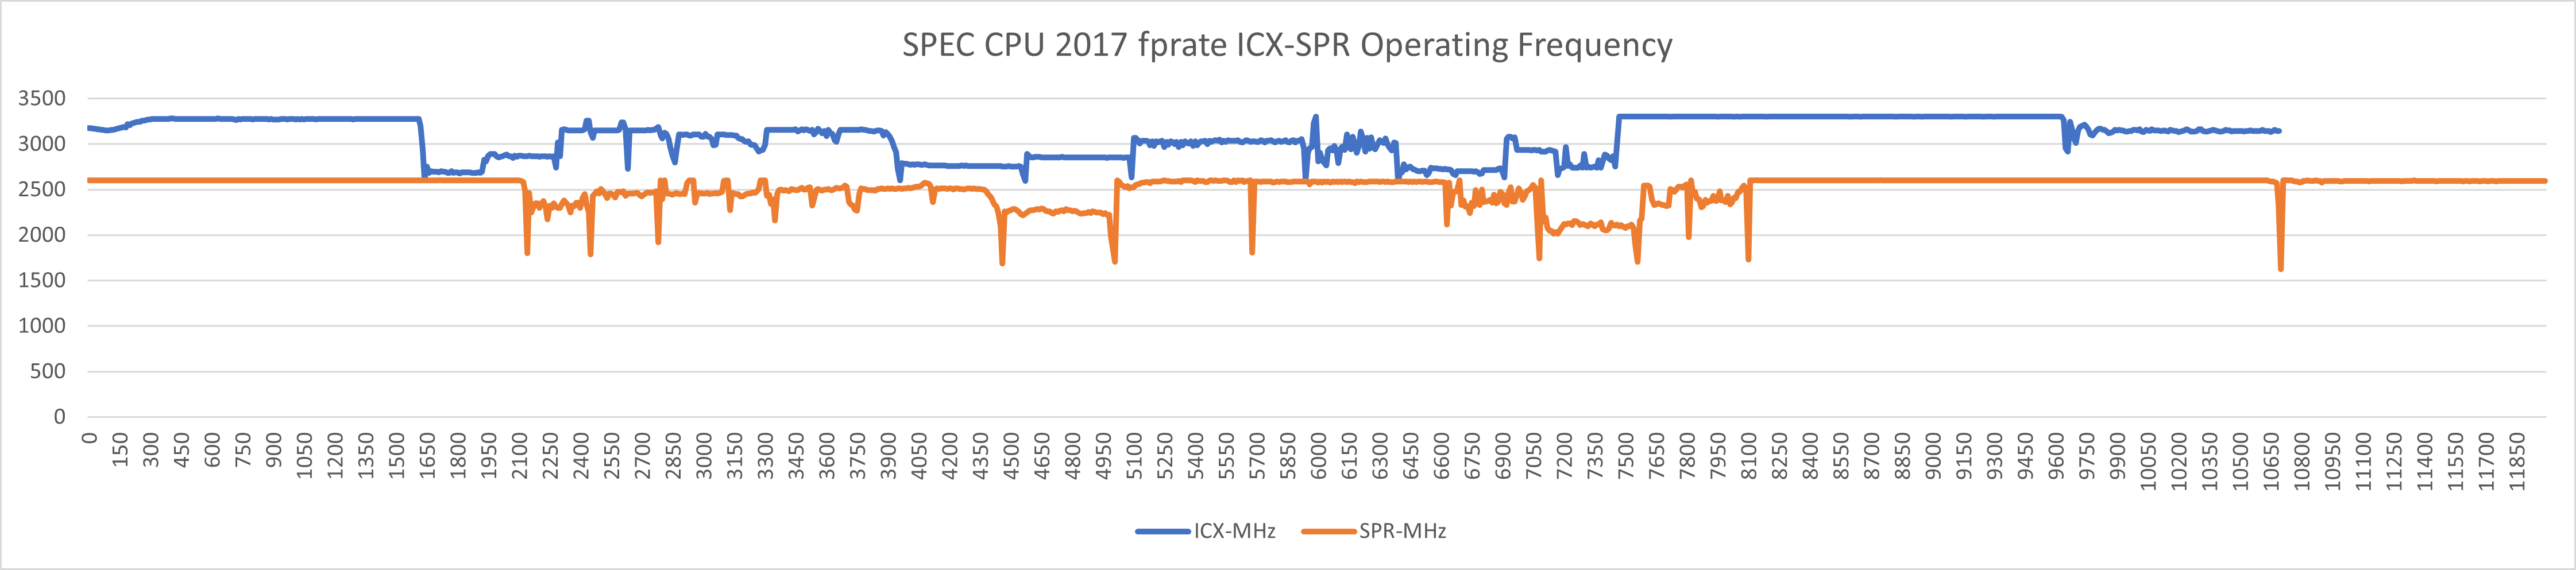 SPEC CPU 2017 fprate ICX-SPR Operating Frequency
3500
3000
2500
2000
1500
1000
500
0
0 150 300 450 600 750 900 1050 1200 1350 1500 1650 1800 1950 2100 2250 2400 2550 2700 2850 3000 3150 3300 3450 3600 3750 3900 4050 4200 4350 4500 4650 4800 4950 5100 5250 5400 5550 5700 5850 6000 6150 6300 6450 6600 6750 6900 7050 7200 7350 7500 7650 7800 7950 8100 8250 8400 8550 8700 8850 9000 9150 9300 9450 9600 9750 9900 10050 10200 10350 10500 10650 10800 10950 11100 11250 11400 11550 11700 11850
ICX-MHz SPR-MHz